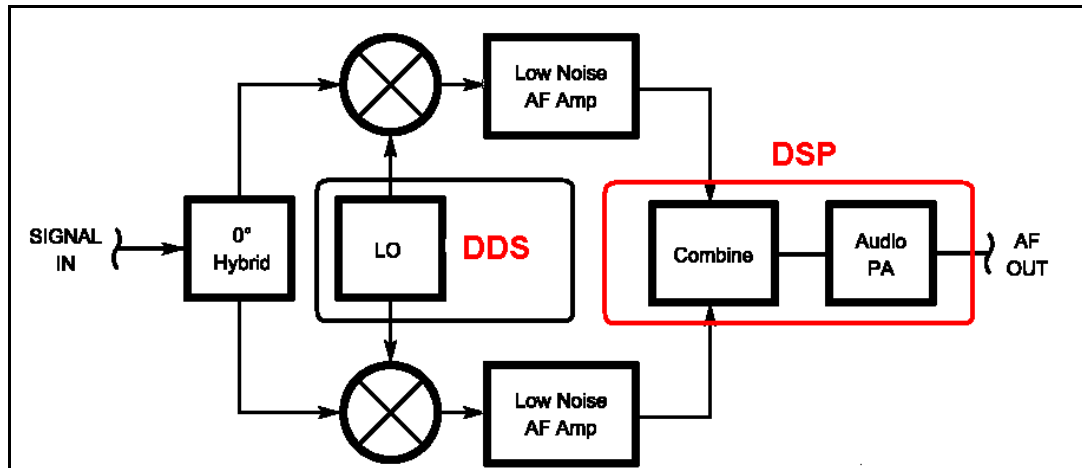 Low Noise
AF Amp
DSP
SIGNAL
IN
0°
Hybrid
LO
DDS
Combine
Audio
PA
AF
OUT
Low Noise
AF Amp